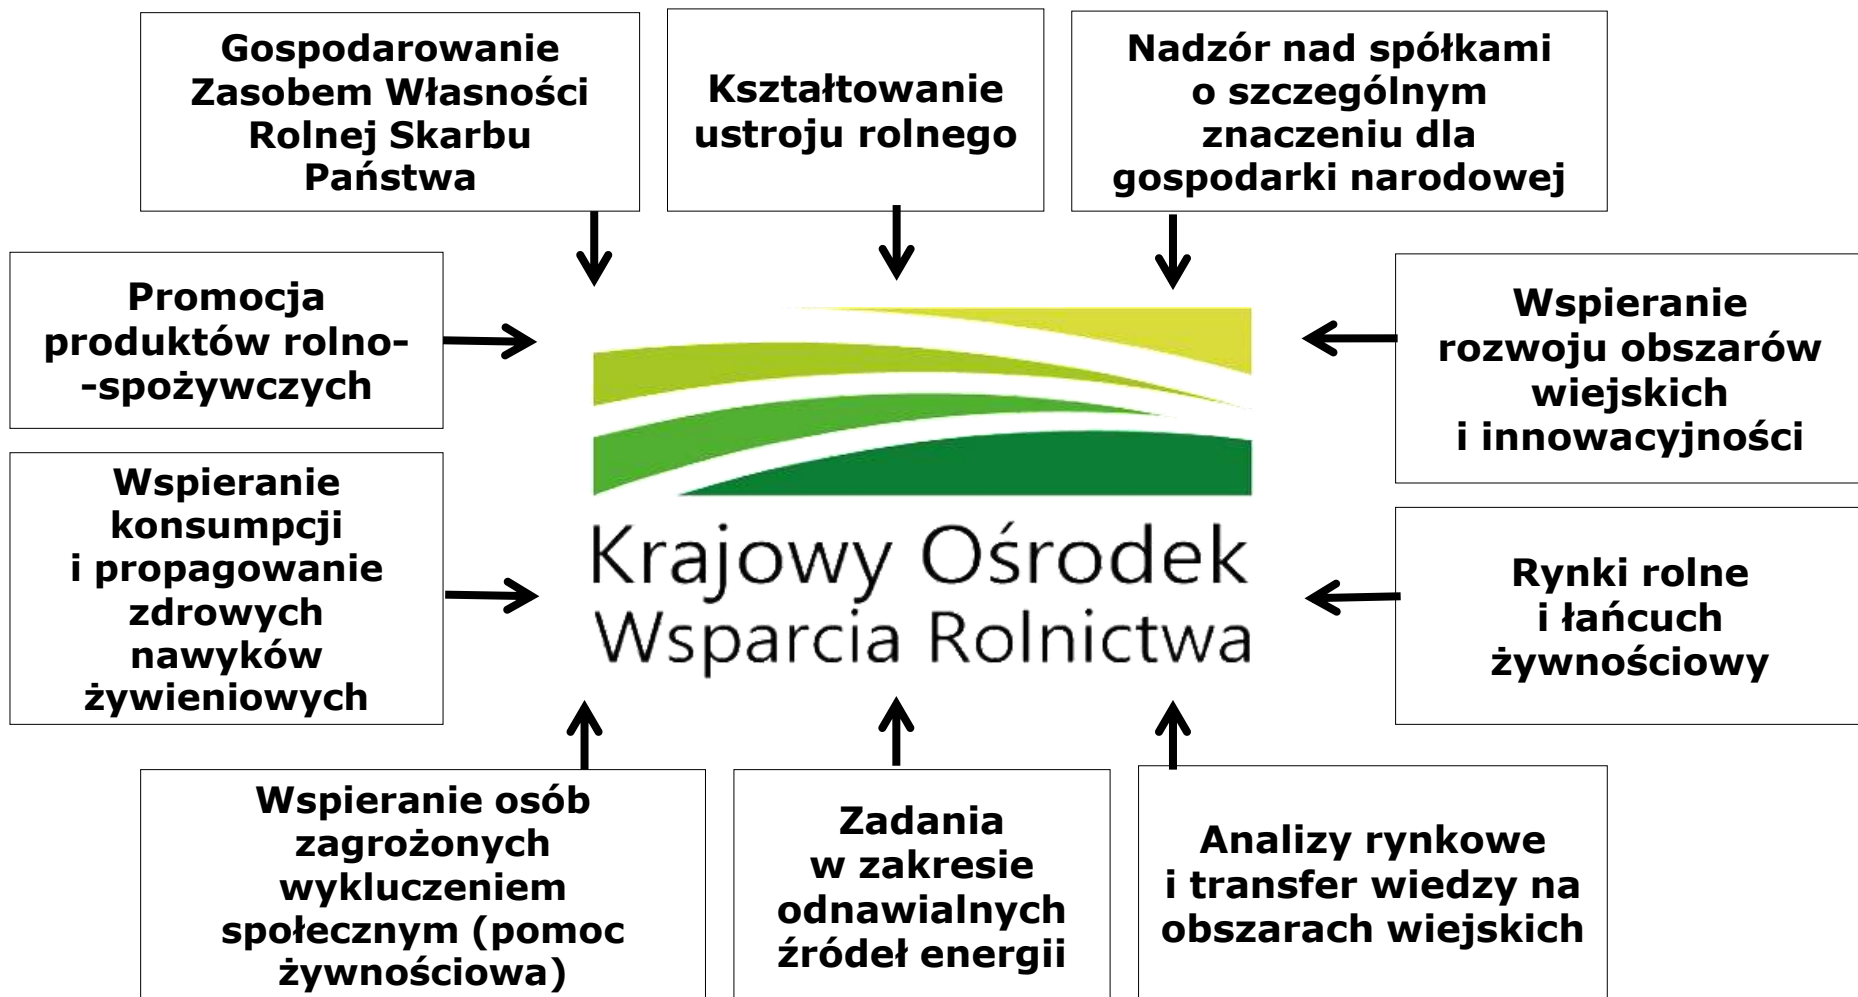 Gospodarowanie
Zasobem Własności
Rolnej Skarbu
Państwa
Kształtowanie
ustroju rolnego
Nadzór nad spółkami
o szczególnym
znaczeniu dla
gospodarki narodowej
Promocja
produktów rolno-
-spożywczych
Wspieranie
rozwoju obszarów
wiejskich
i innowacyjności
Wspieranie
konsumpcji
i propagowanie
zdrowych
nawyków
żywieniowych
Krajowy Ośrodek
Wsparcia Rolnictwa
Rynki rolne
i łańcuch
żywnościowy
Wspieranie osób
zagrożonych
wykluczeniem
społecznym (pomoc
żywnościowa)
Zadania
w zakresie
odnawialnych
źródeł energii
Analizy rynkowe
i transfer wiedzy na
obszarach wiejskich